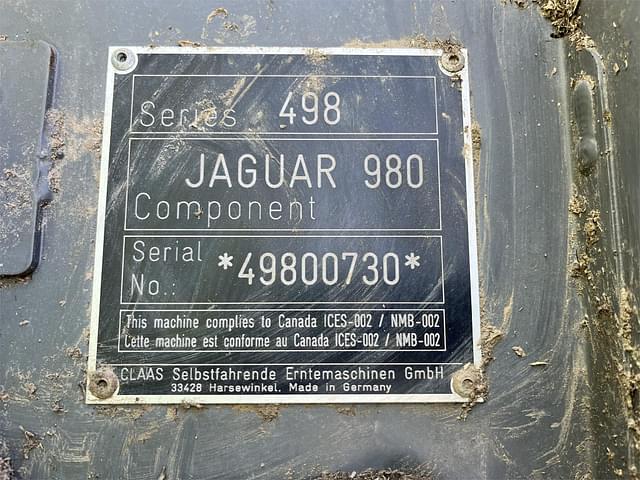 Series 498
JAGUAR 980
Component
Serial
No.: *49800730*
This machine complies to Canada ICES-002 / NMB-002
Cette machine est conforme au Canada ICES-002 / NMB-002
CLAAS Selbstfahrende Erntemaschinen GmbH
33428 Harsewinkel, Made in Germany